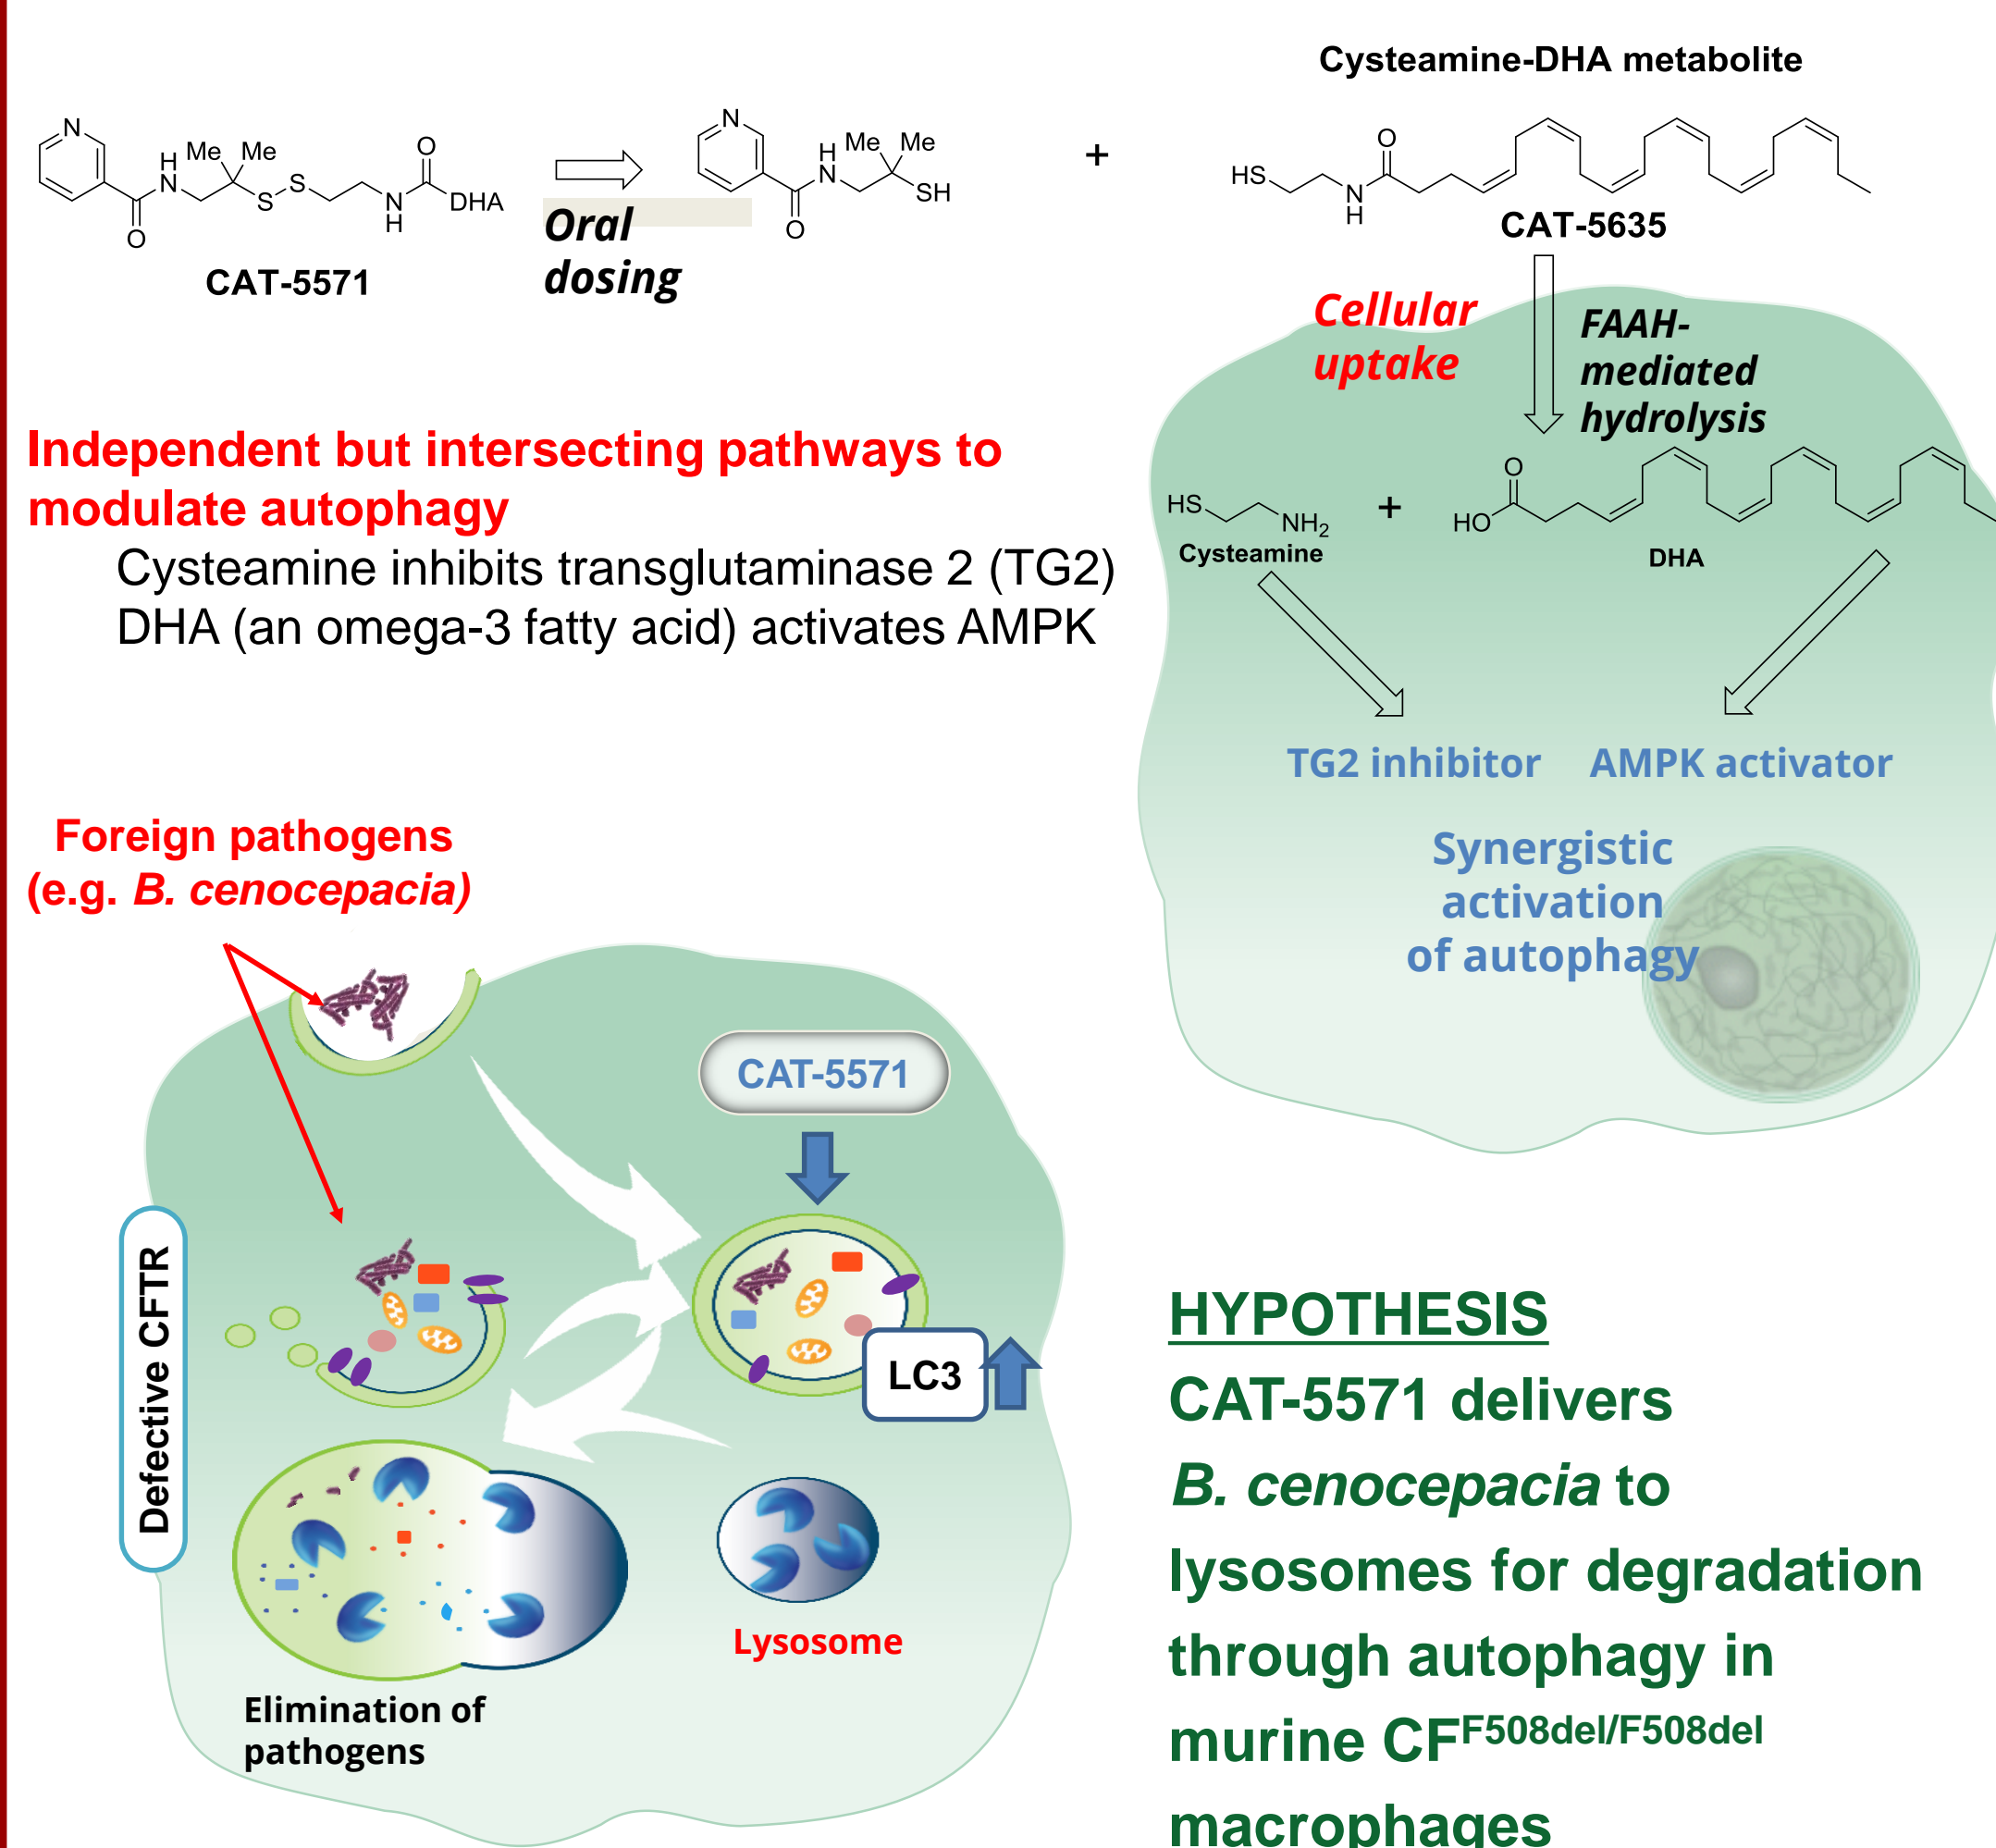 Cysteamine-DHA metabolite
N
H
N
O
Me
Me
S
S
N
H
O
DHA
CAT-5571
Oral
dosing
N
O
H
N
Me
Me
SH
+
HS
N
H
O
CAT-5635
Cellular
uptake
FAAH-
mediated
hydrolysis
Independent but intersecting pathways to
modulate autophagy
Cysteamine inhibits transglutaminase 2 (TG2)
DHA (an omega-3 fatty acid) activates AMPK
HS
NH2
Cysteamine
+
O
HO
DHA
TG2 inhibitor
AMPK activator
Synergistic
activation
of autophagy
Foreign pathogens
(e.g. B. cenocepacia)
CAT-5571
Defective CFTR
LC3
Lysosome
Elimination of
pathogens
HYPOTHESIS
CAT-5571 delivers
B. cenocepacia to
lysosomes for degradation
through autophagy in
murine CFF508del/F508del
macrophages